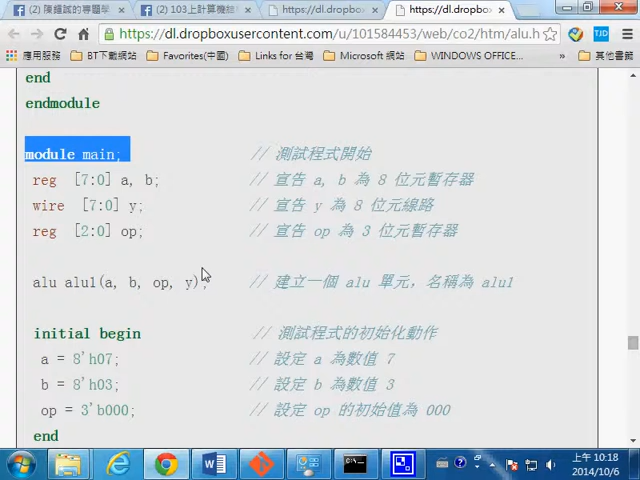 (2) 陳鍾誠的專題學
(2) 103上計算機結
https://dl.dropbox
https://dl.dropbox
https://dl.dropboxusercontent.com/u/101584453/web/co2/htm/alu.h
應用服務
BT下載網站
Favorites(中國)
Links for 台灣
Microsoft 網站
WINDOWS OFFICE...
其他書籤
end
endmodule
module main; // 測試程式開始
reg [7:0] a, b; // 宣告 a, b 為 8 位元暫存器
wire [7:0] y; // 宣告 y 為 8 位元線路
reg [2:0] op; // 宣告 op 為 3 位元暫存器
alu alu1(a, b, op, y); // 建立一個 alu 單元，名稱為 alu1
initial begin // 測試程式的初始化動作
a = 8'h07; // 設定 a 為數值 7
b = 8'h03; // 設定 b 為數值 3
op = 3'b000; // 設定 op 的初始值為 000
end
上午 10:18
2014/10/6